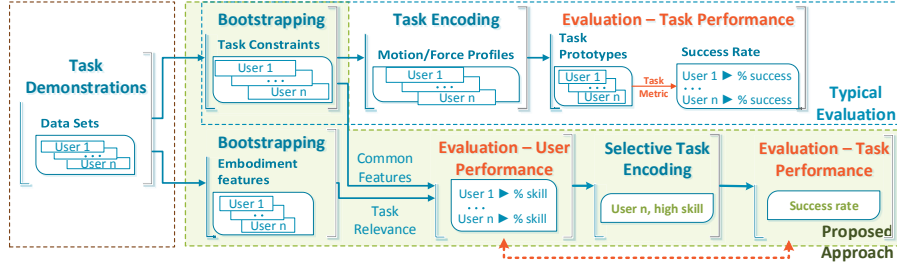 Task
Demonstrations
Data Sets
User 1
...
User n
Bootstrapping
Task Constraints
User 1
...
User n
Task Encoding
Motion/Force Profiles
User 1
...
User n
Evaluation – Task Performance
Task
Prototypes
User 1
...
User n
Task
Metric
Success Rate
User 1 ► % success
...
User n ► % success
Typical
Evaluation
Bootstrapping
Embodiment
features
User 1
..
User n
Common
Features
Task
Relevance
Evaluation – User
Performance
User 1 ► % skill
...
User n ► % skill
Selective Task
Encoding
User n, high skill
Evaluation – Task
Performance
Success rate
Proposed
Approach